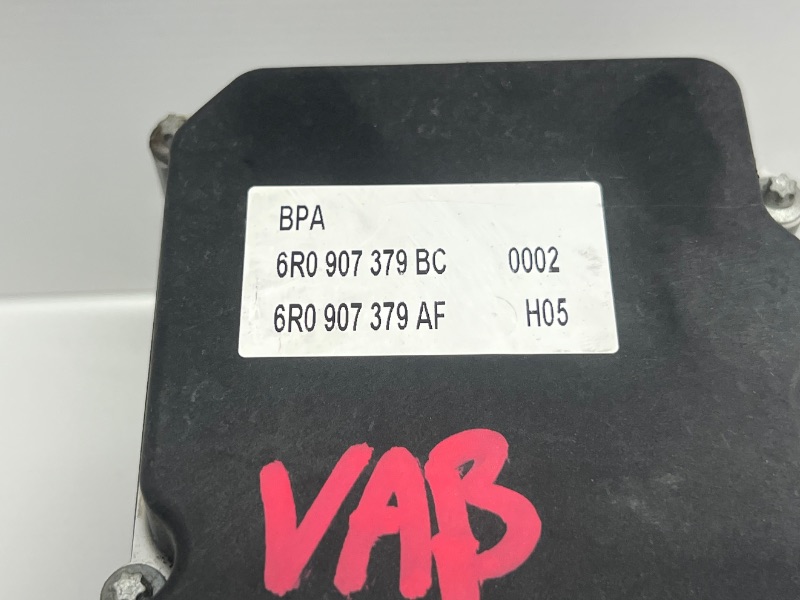 BPA
6R0 907 379 BC 0002
6R0 907 379 AF H05
VAB